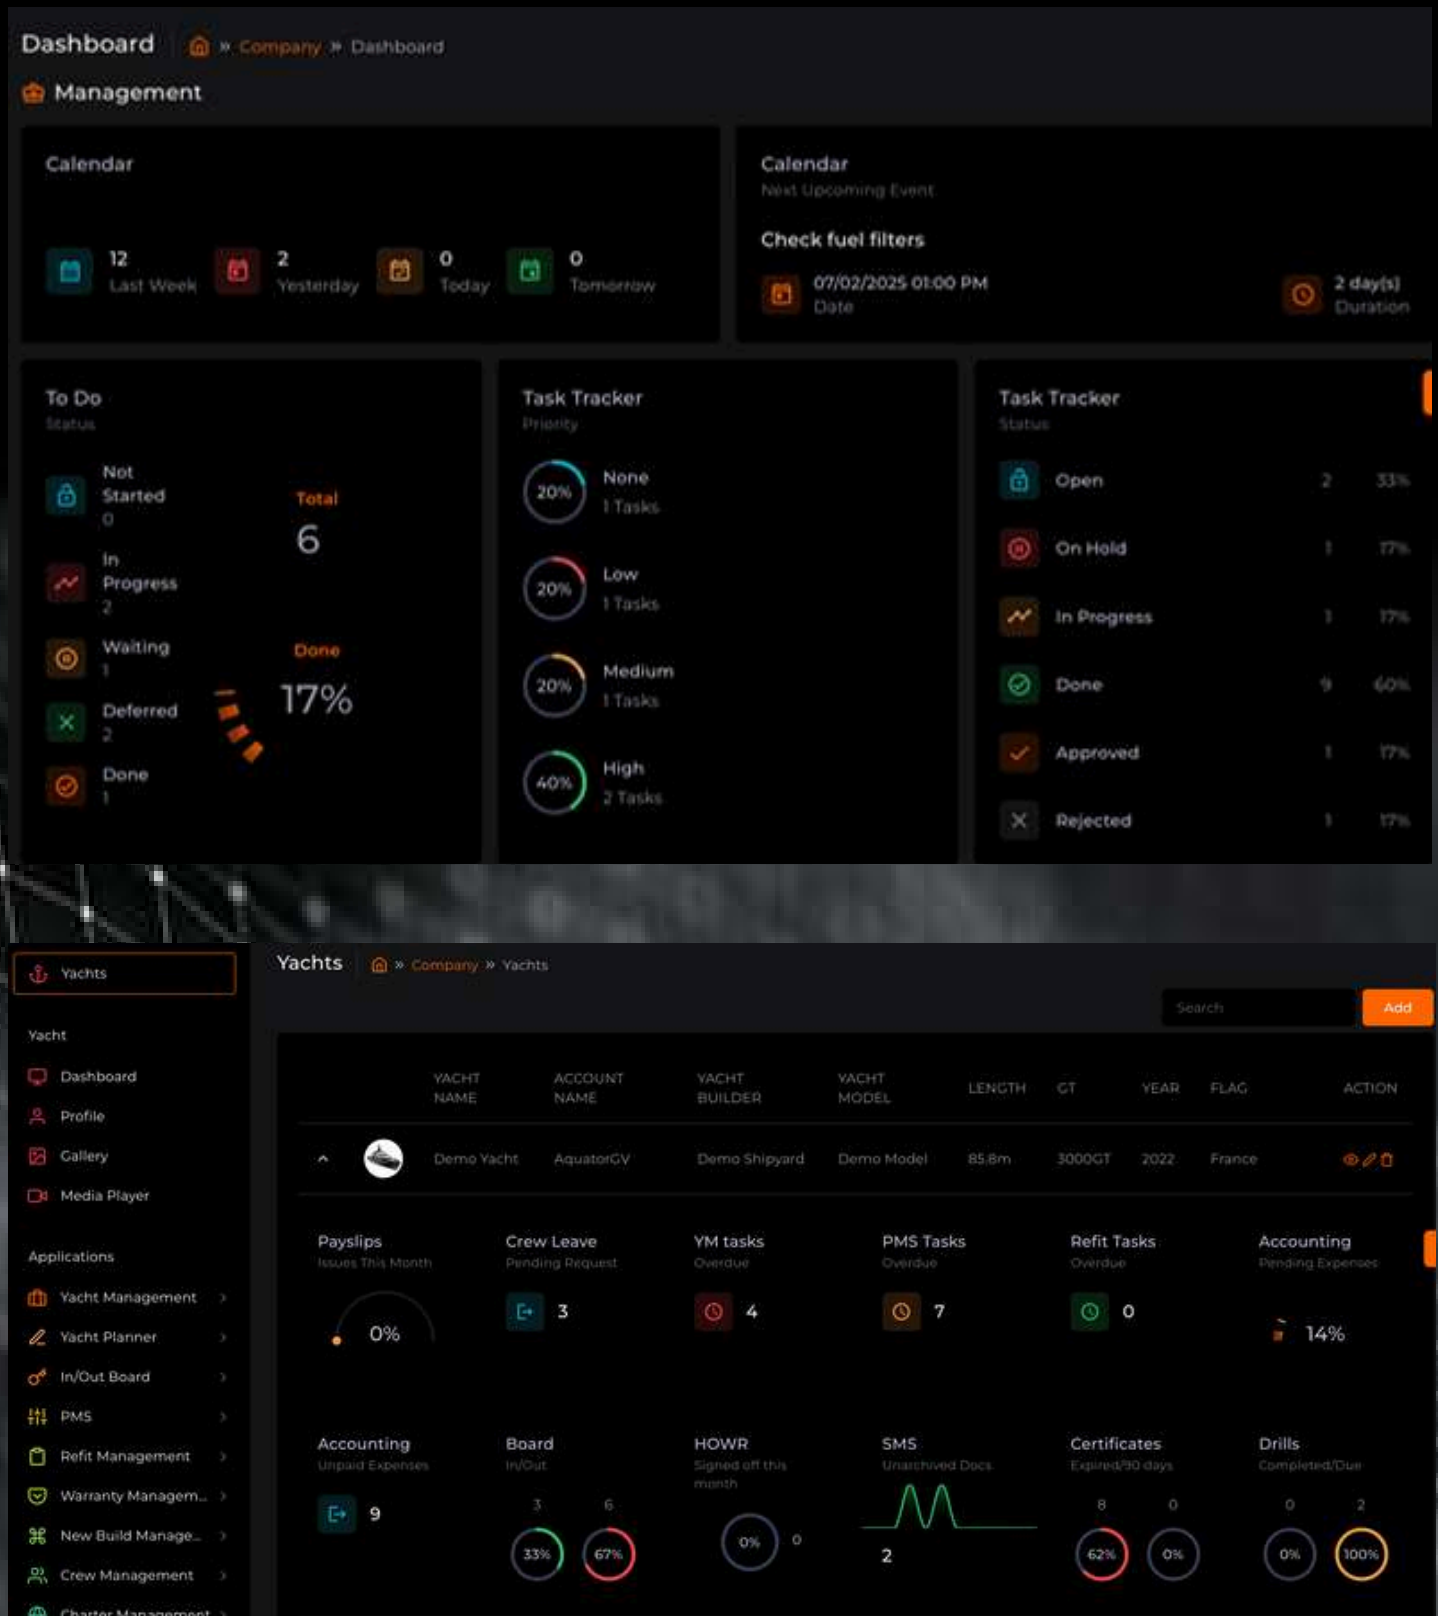 Dashboard » Company » Dashboard
Management
Calendar
12
Last Week
2
Yesterday
0
Today
0
Tomorrow
Calendar
Next Upcoming Event
Check fuel filters
07/02/2025 01:00 PM
Date
2 day(s)
Duration
To Do
Status
Not
Started
0
In
Progress
2
Waiting
1
Deferred
2
Done
1
Total
6
Done
17%
Task Tracker
Priority
20%
None
1 Tasks
20%
Low
1 Tasks
20%
Medium
1 Tasks
40%
High
2 Tasks
Task Tracker
Status
Open 2 33%
On Hold 1 17%
In Progress 1 17%
Done 9 60%
Approved 1 17%
Rejected 1 17%
Yachts
Yacht
Dashboard
Profile
Gallery
Media Player
Applications
Yacht Management
Yacht Planner
In/Out Board
PMS
Refit Management
Warranty Managem...
New Build Manage...
Crew Management
Charter Management
Yachts » Company » Yachts
Search Add
YACHT NAME ACCOUNT NAME YACHT BUILDER YACHT MODEL LENGTH GT YEAR FLAG ACTION
Demo Yacht AquatorGV Demo Shipyard Demo Model 85.8m 3000GT 2022 France
Payslips
Issues This Month
0%
Crew Leave
Pending Request
3
YM tasks
Overdue
4
PMS Tasks
Overdue
7
Refit Tasks
Overdue
0
Accounting
Pending Expenses
14%
Accounting
Unpaid Expenses
9
Board
In/Out
3 6
33% 67%
HOWR
Signed off this
month
0% 0
SMS
Unarchived Docs
2
Certificates
Expired/90 days
8 0
62% 0%
Drills
Completed/Due
0 2
0% 100%